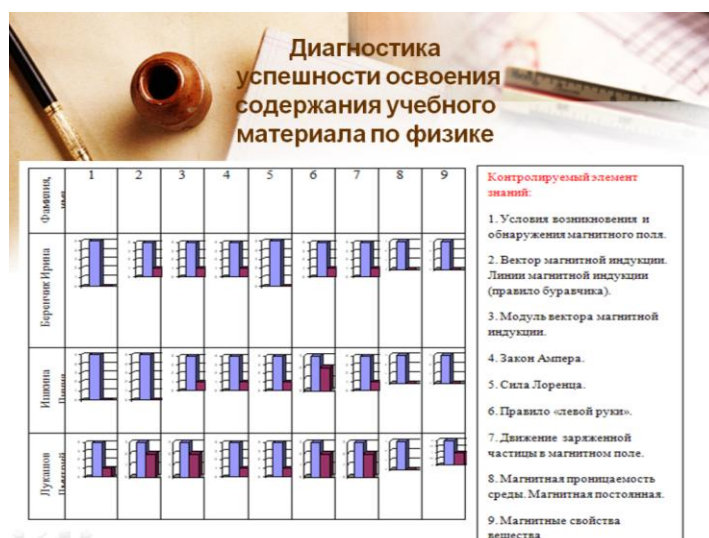 Диагностика
успешности освоения
содержания учебного
материала по физике
Фамилия,
1 2 3 4 5 6 7 8 9
Беренчик Ирина
Ишкина
Луканов
Контролируемый элемент
знаний:
1. Условия возникновения и
обнаружения магнитного поля.
2. Вектор магнитной индукции.
Линии магнитной индукции
(правило буравчика).
3. Модуль вектора магнитной
индукции.
4. Закон Ампера.
5. Сила Лоренца.
6. Правило «левой руки».
7. Движение заряженной
частицы в магнитном поле.
8. Магнитная проницаемость
среды. Магнитная постоянная.
9. Магнитные свойства
вещества